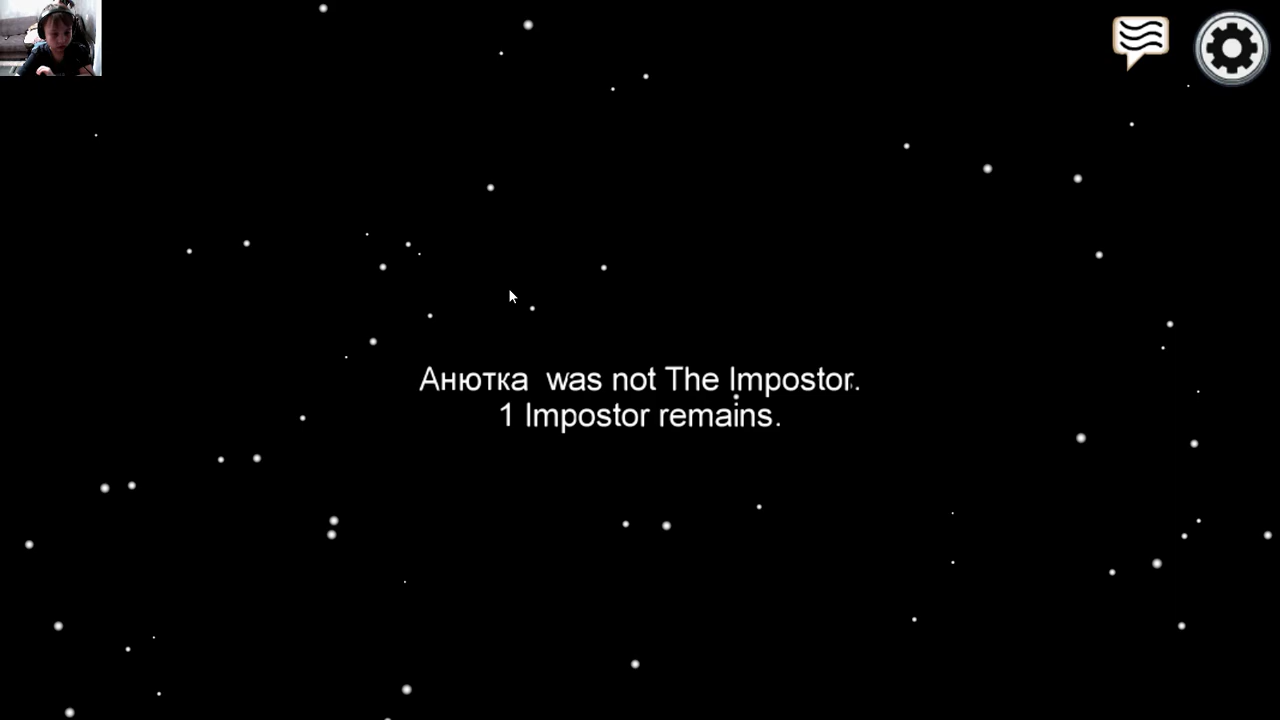 Анютка was not The Impostor.
1 Impostor remains.